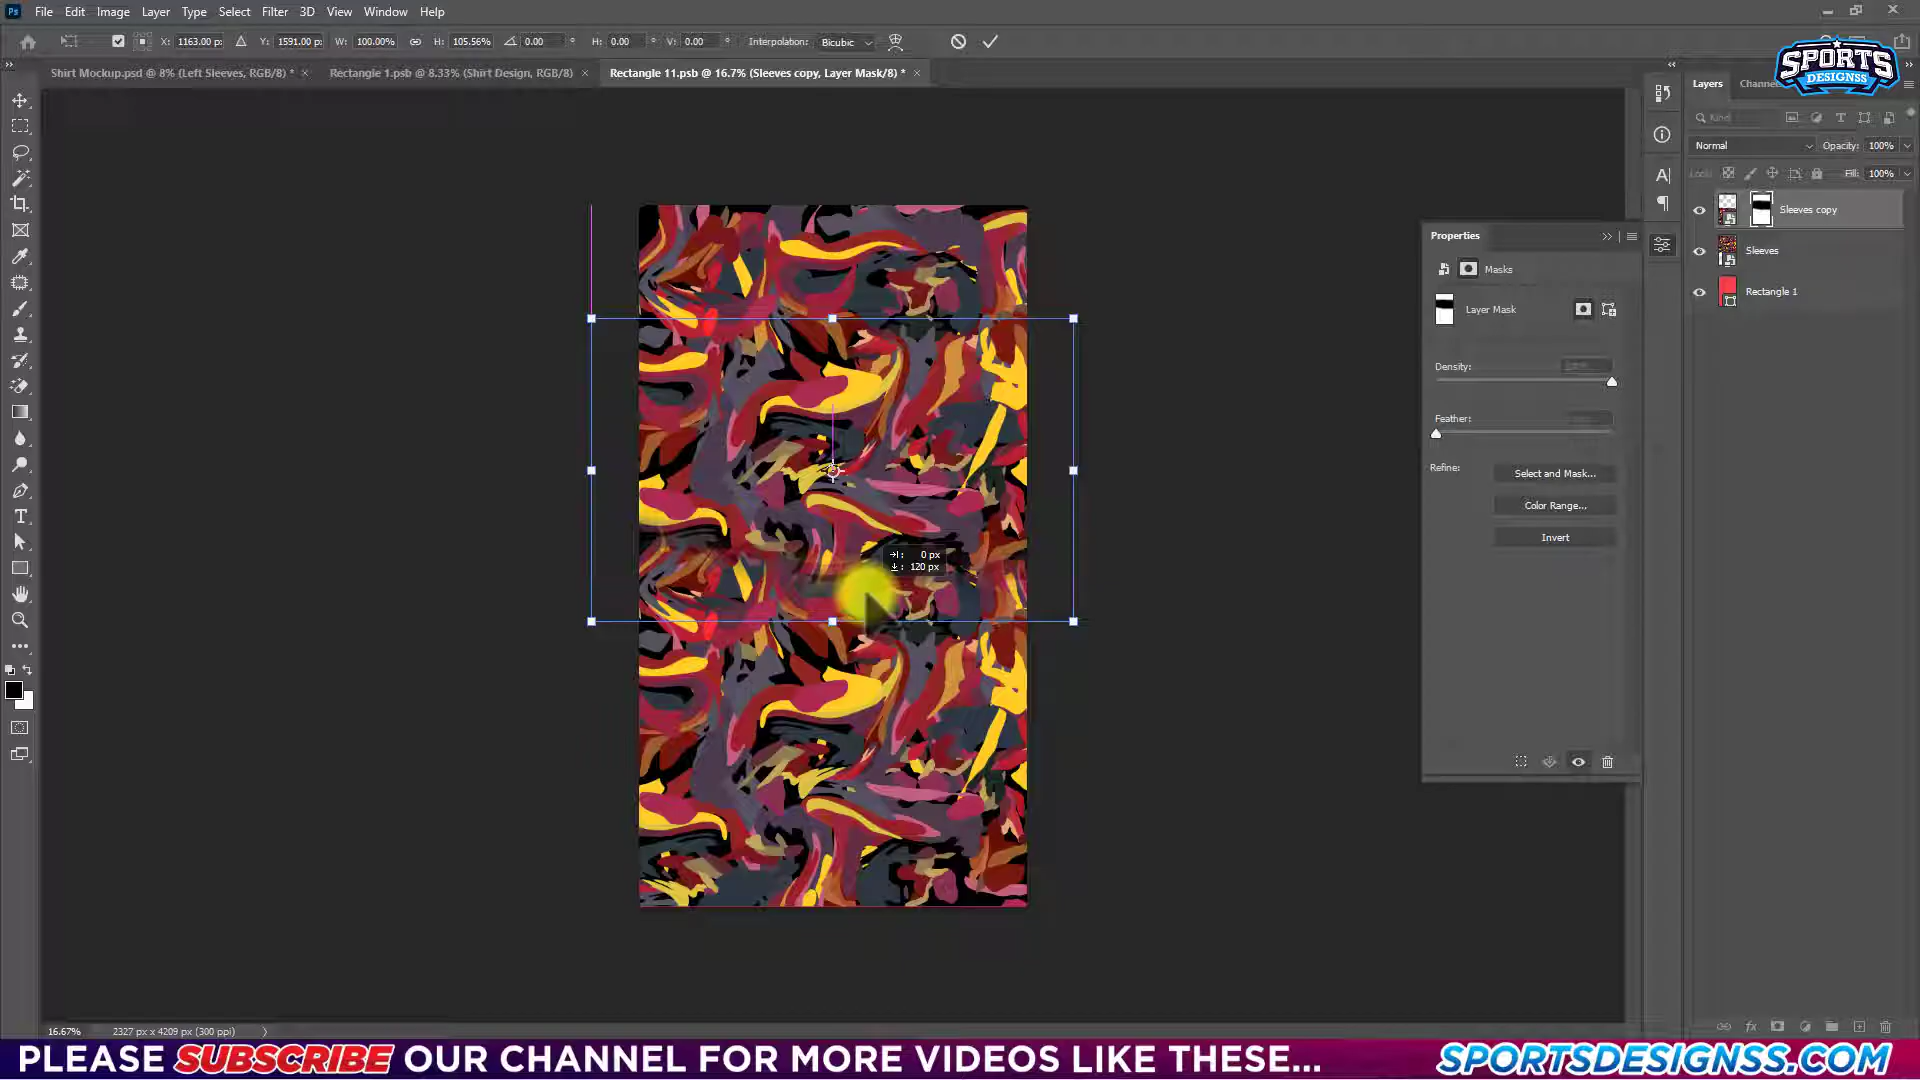 Ps File Edit Image Layer Type Select Filter 3D View Window Help
X: 1163.00 p: Y: 1591.00 p: W: 100.00% H: 105.56% 0.00 ° H: 0.00 ° V: 0.00 ° Interpolation: Bicubic
Shirt Mockup.psd @ 8% (Left Sleeves, RGB/8) * × Rectangle 1.psb @ 8.33% (Shirt Design, RGB/8) × Rectangle 11.psb @ 16.7% (Sleeves copy, Layer Mask/8) * ×
SPORTS
DESIGNSS
Layers Channe
Kind
Normal Opacity: 100%
Lock: Fill: 100%
Sleeves copy
Sleeves
Rectangle 1
Properties
Masks
Layer Mask
Density:
Feather:
Refine: Select and Mask...
Color Range...
Invert
0 px
120 px
16.67% 2327 px x 4209 px (300 ppi)
PLEASE SUBSCRIBE OUR CHANNEL FOR MORE VIDEOS LIKE THESE... SPORTSDESIGNSS.COM